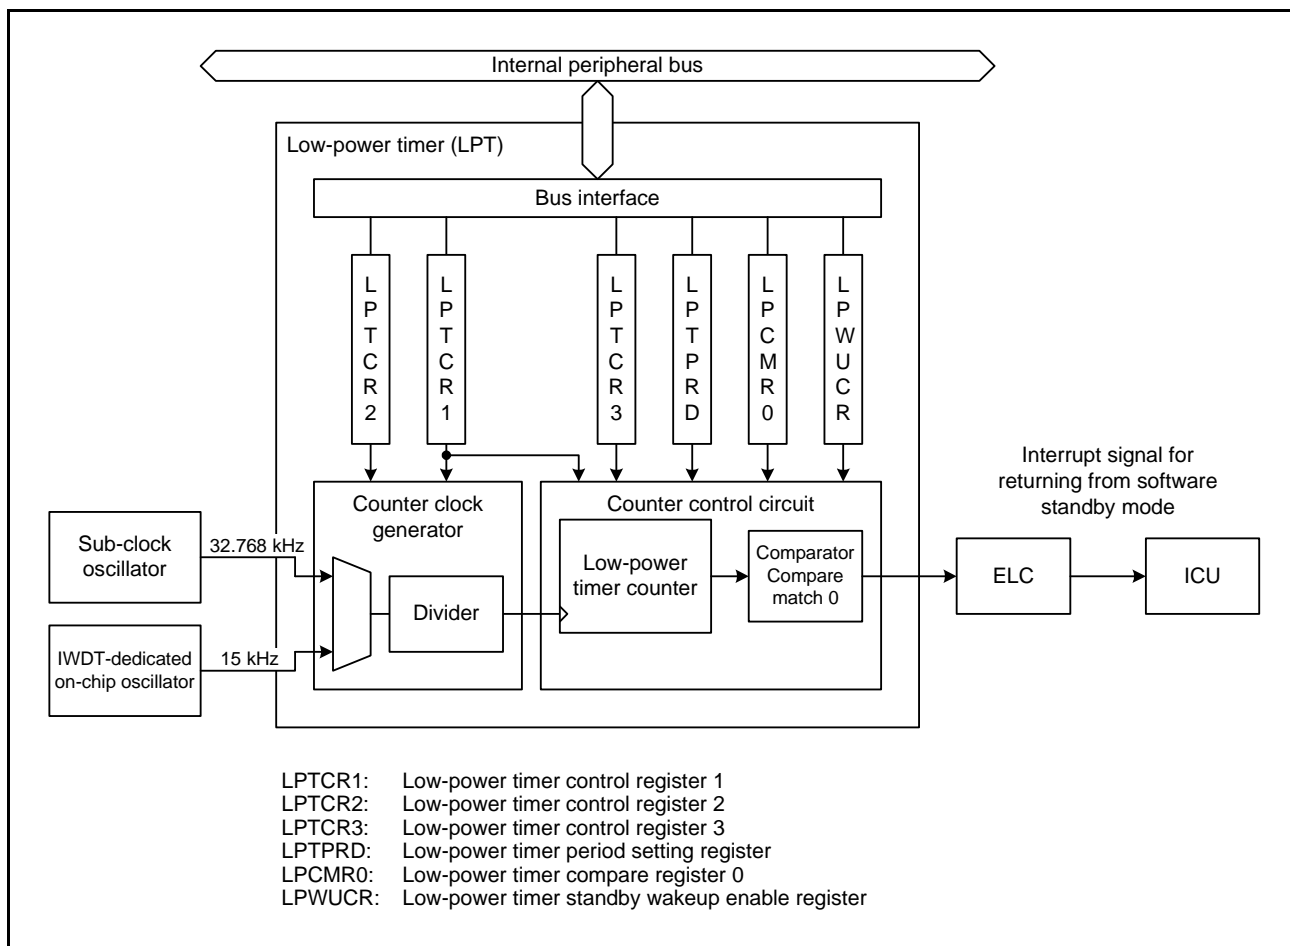 Internal peripheral bus
Low-power timer (LPT)
Bus interface
LPTCR2
LPTCR1
LPTCR3
LPTPRD
LPCMR0
LPWUCR
Interrupt signal for
returning from software
standby mode
Counter clock
generator
Counter control circuit
Sub-clock
oscillator
32.768 kHz
Divider
Low-power
timer counter
Comparator
Compare
match 0
ELC
ICU
IWDT-dedicated
on-chip oscillator
15 kHz
LPTCR1: Low-power timer control register 1
LPTCR2: Low-power timer control register 2
LPTCR3: Low-power timer control register 3
LPTPRD: Low-power timer period setting register
LPCMR0: Low-power timer compare register 0
LPWUCR: Low-power timer standby wakeup enable register